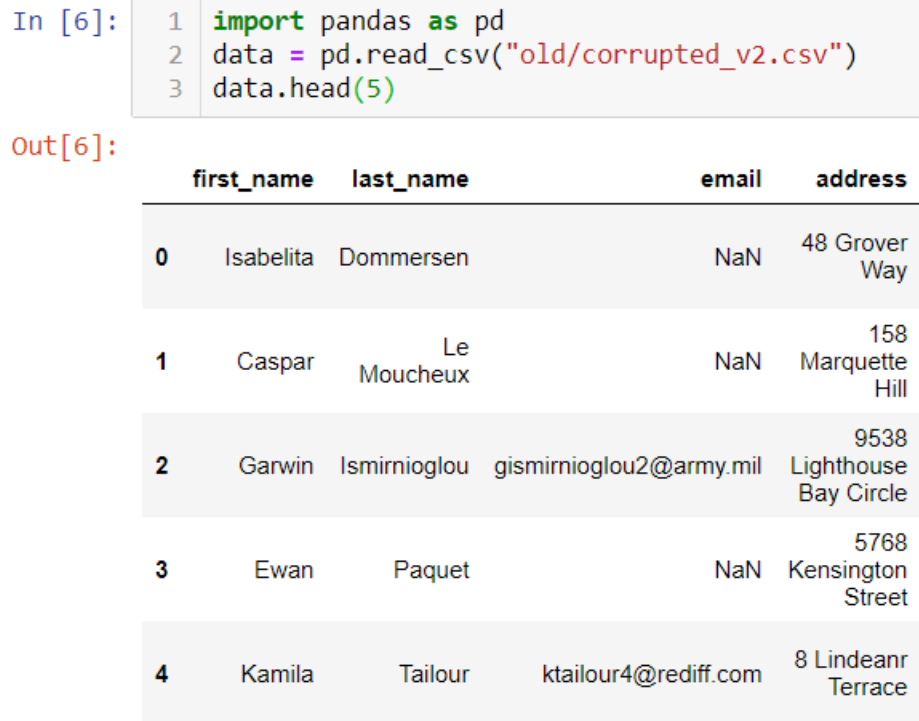 In [6]:
1 import pandas as pd
2 data = pd.read_csv("old/corrupted_v2.csv")
3 data.head(5)
Out[6]:
first_name last_name email address
0 Isabelita Dommersen NaN 48 Grover
Way
1 Caspar Le
Moucheux NaN 158
Marquette
Hill
2 Garwin Ismirnioglou gismirnioglou2@army.mil 9538
Lighthouse
Bay Circle
3 Ewan Paquet NaN 5768
Kensington
Street
4 Kamila Tailour ktailour4@rediff.com 8 Lindeanr
Terrace